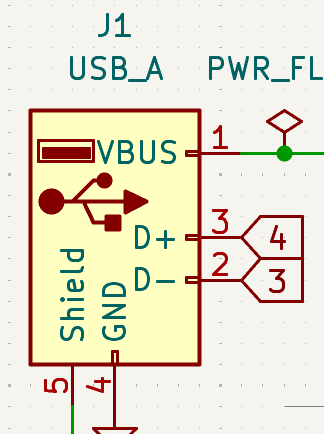 J1
USB_A
PWR_FL
VBUS
1
D+
3
4
D-
2
3
Shield
GND
5
4